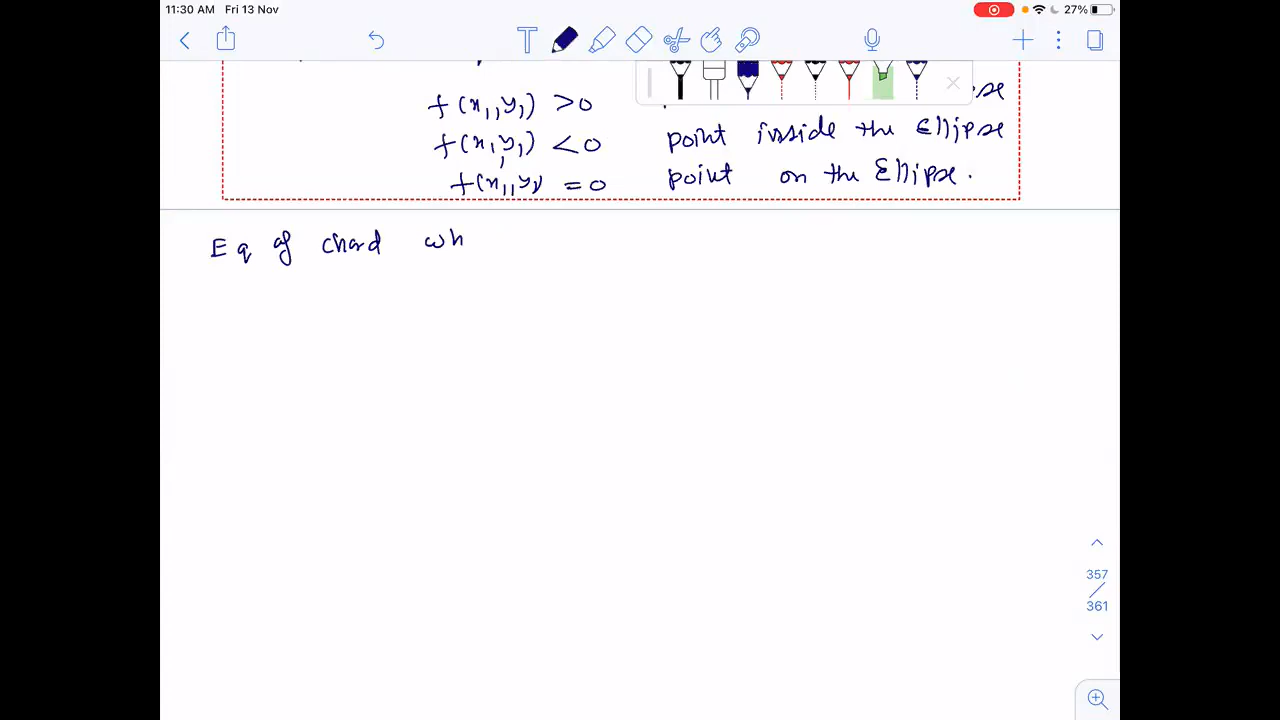 11:30 AM Fri 13 Nov 27%
T
f(x₁,y₁) >0
f(x₁,y₁) <0 point inside the Ellipse
f(x₁,y₁) =0 point on the Ellipse.
Eq of chord wh
357
361